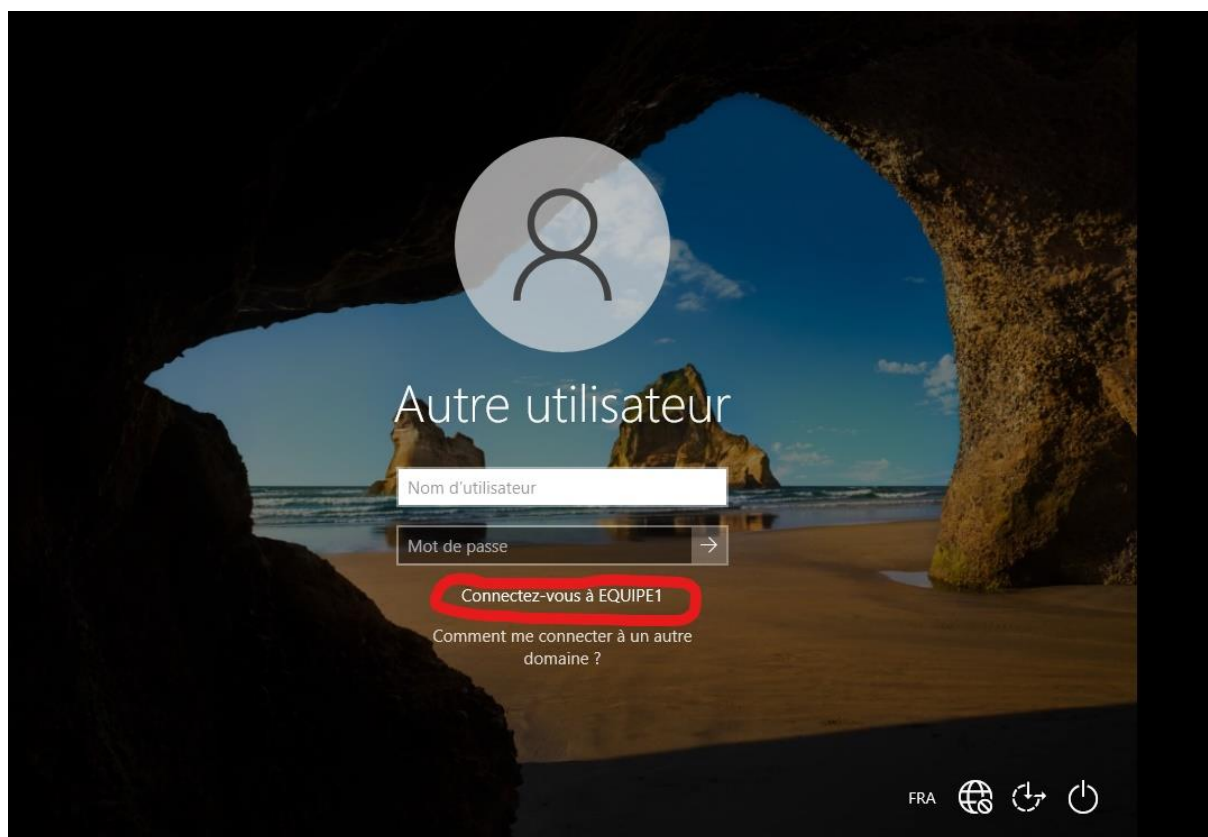 Autre utilisateur
Nom d'utilisateur
Mot de passe
Connectez-vous à EQUIPE1
Comment me connecter à un autre
domaine ?
FRA